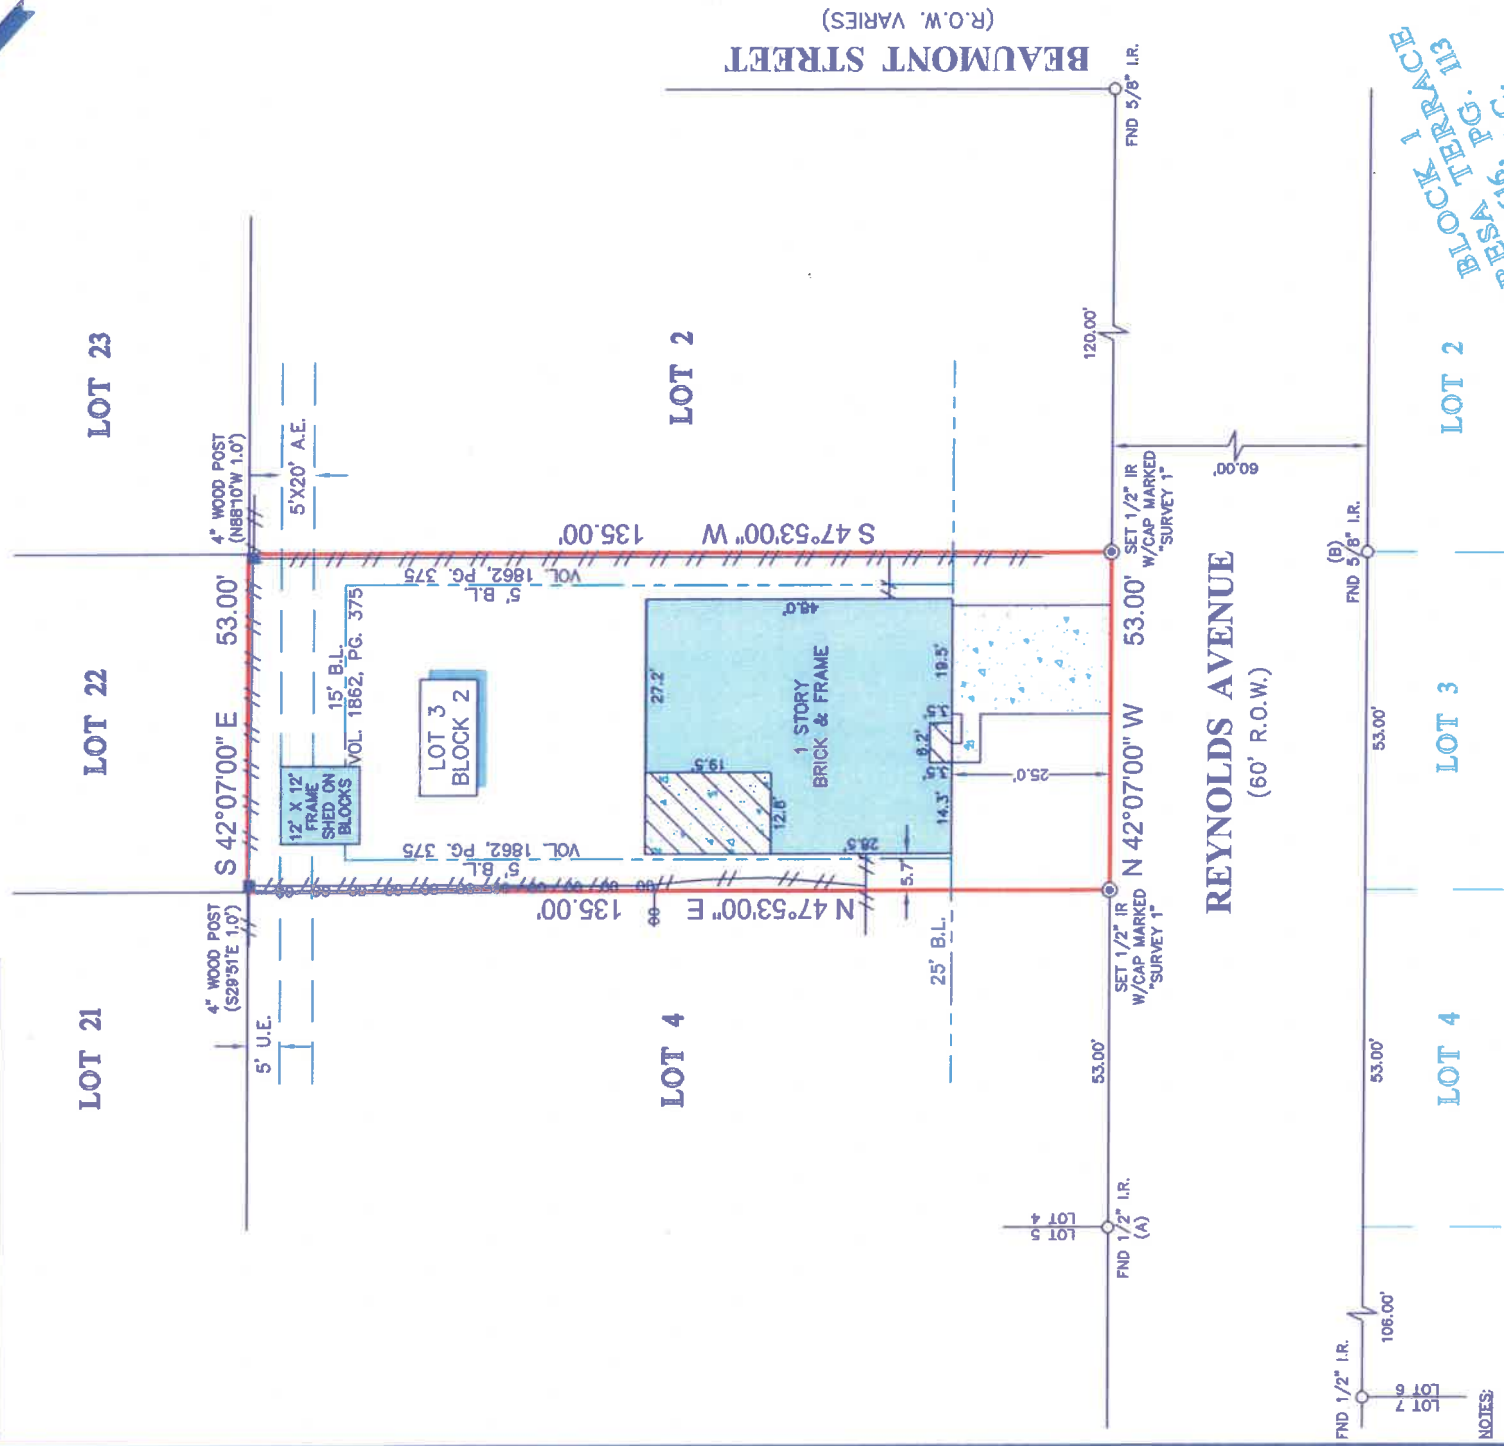 BEAUMONT STREET
(R.O.W. VARIES)
LOT 23
LOT 22
LOT 21
4" WOOD POST
(N88°10'W 1.0')
5'X20' A.E.
S 42°07'00" E 53.00'
4" WOOD POST
(S29°51'E 1.0')
5' U.E.
15' B.L.
VOL. 1862, PG. 375
12' X 12'
FRAME
SHED ON
BLOCKS
LOT 3
BLOCK 2
5' B.L.
VOL. 1862, PG. 375
S 47°53'00" W 135.00'
5' B.L.
VOL. 1862, PG. 375
N 47°53'00" E 135.00'
LOT 2
LOT 4
27.2'
48.0'
1 STORY
BRICK & FRAME
19.5'
12.8'
28.5'
14.3'
6.2'
19.5'
5.7'
25.0'
25' B.L.
120.00'
FND 5/8" I.R.
SET 1/2" IR
W/CAP MARKED
"SURVEY 1"
N 42°07'00" W 53.00'
SET 1/2" IR
W/CAP MARKED
"SURVEY 1"
53.00'
LOT 5
LOT 4
FND 1/2" I.R.
(A)
REYNOLDS AVENUE
(60' R.O.W.)
60.00'
(B)
FND 5/8" I.R.
53.00'
53.00'
106.00'
FND 1/2" I.R.
LOT 7
LOT 6
LOT 2
LOT 3
LOT 4
BLOCK 1
TERRACE
PG. 113
NOTES: